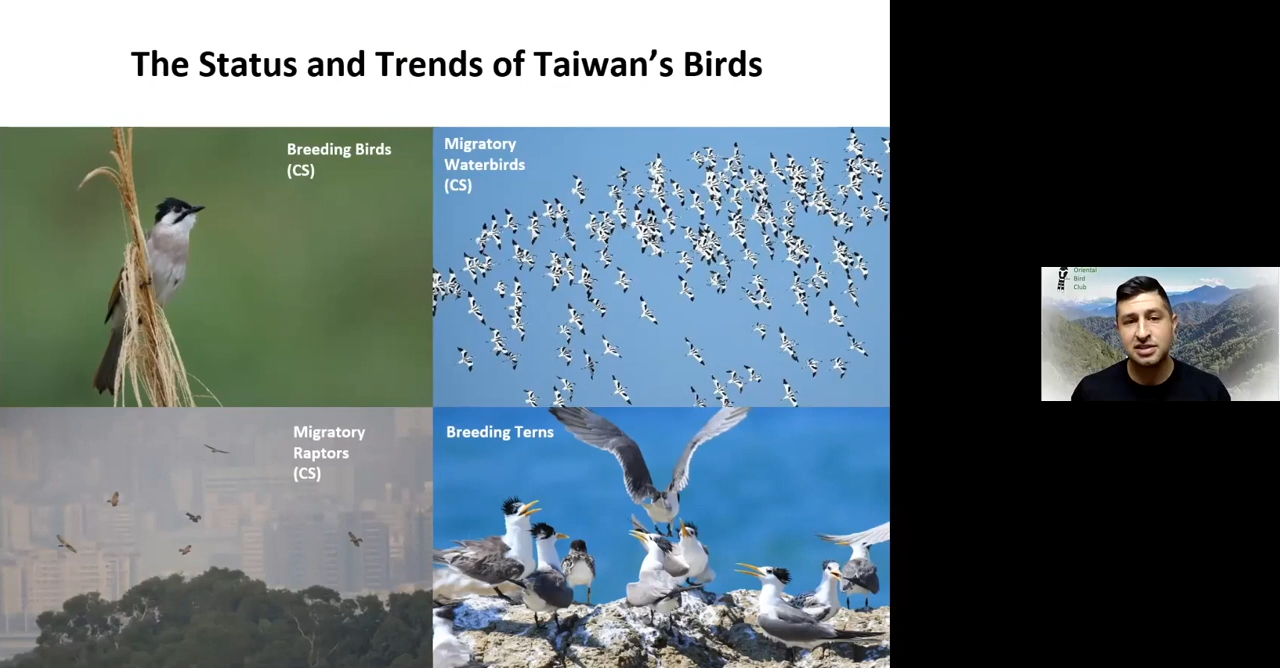 The Status and Trends of Taiwan’s Birds
Breeding Birds
(CS)
Migratory
Waterbirds
(CS)
Migratory
Raptors
(CS)
Breeding Terns
Oriental
Bird
Club